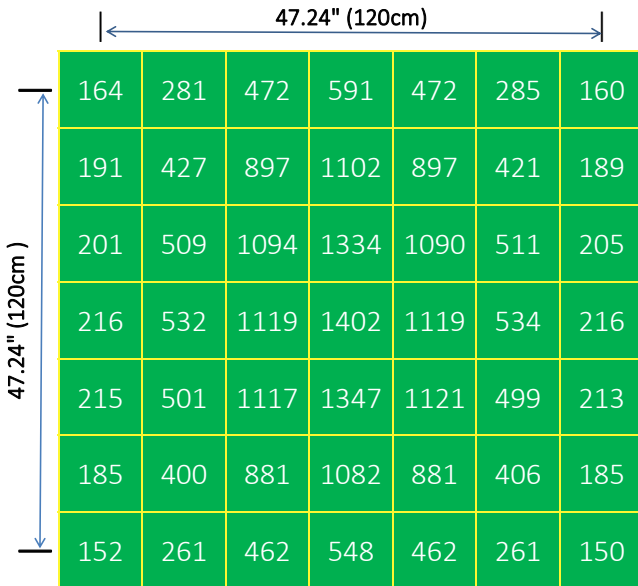 47.24" (120cm)
47.24" (120cm )
164 281 472 591 472 285 160
191 427 897 1102 897 421 189
201 509 1094 1334 1090 511 205
216 532 1119 1402 1119 534 216
215 501 1117 1347 1121 499 213
185 400 881 1082 881 406 185
152 261 462 548 462 261 150